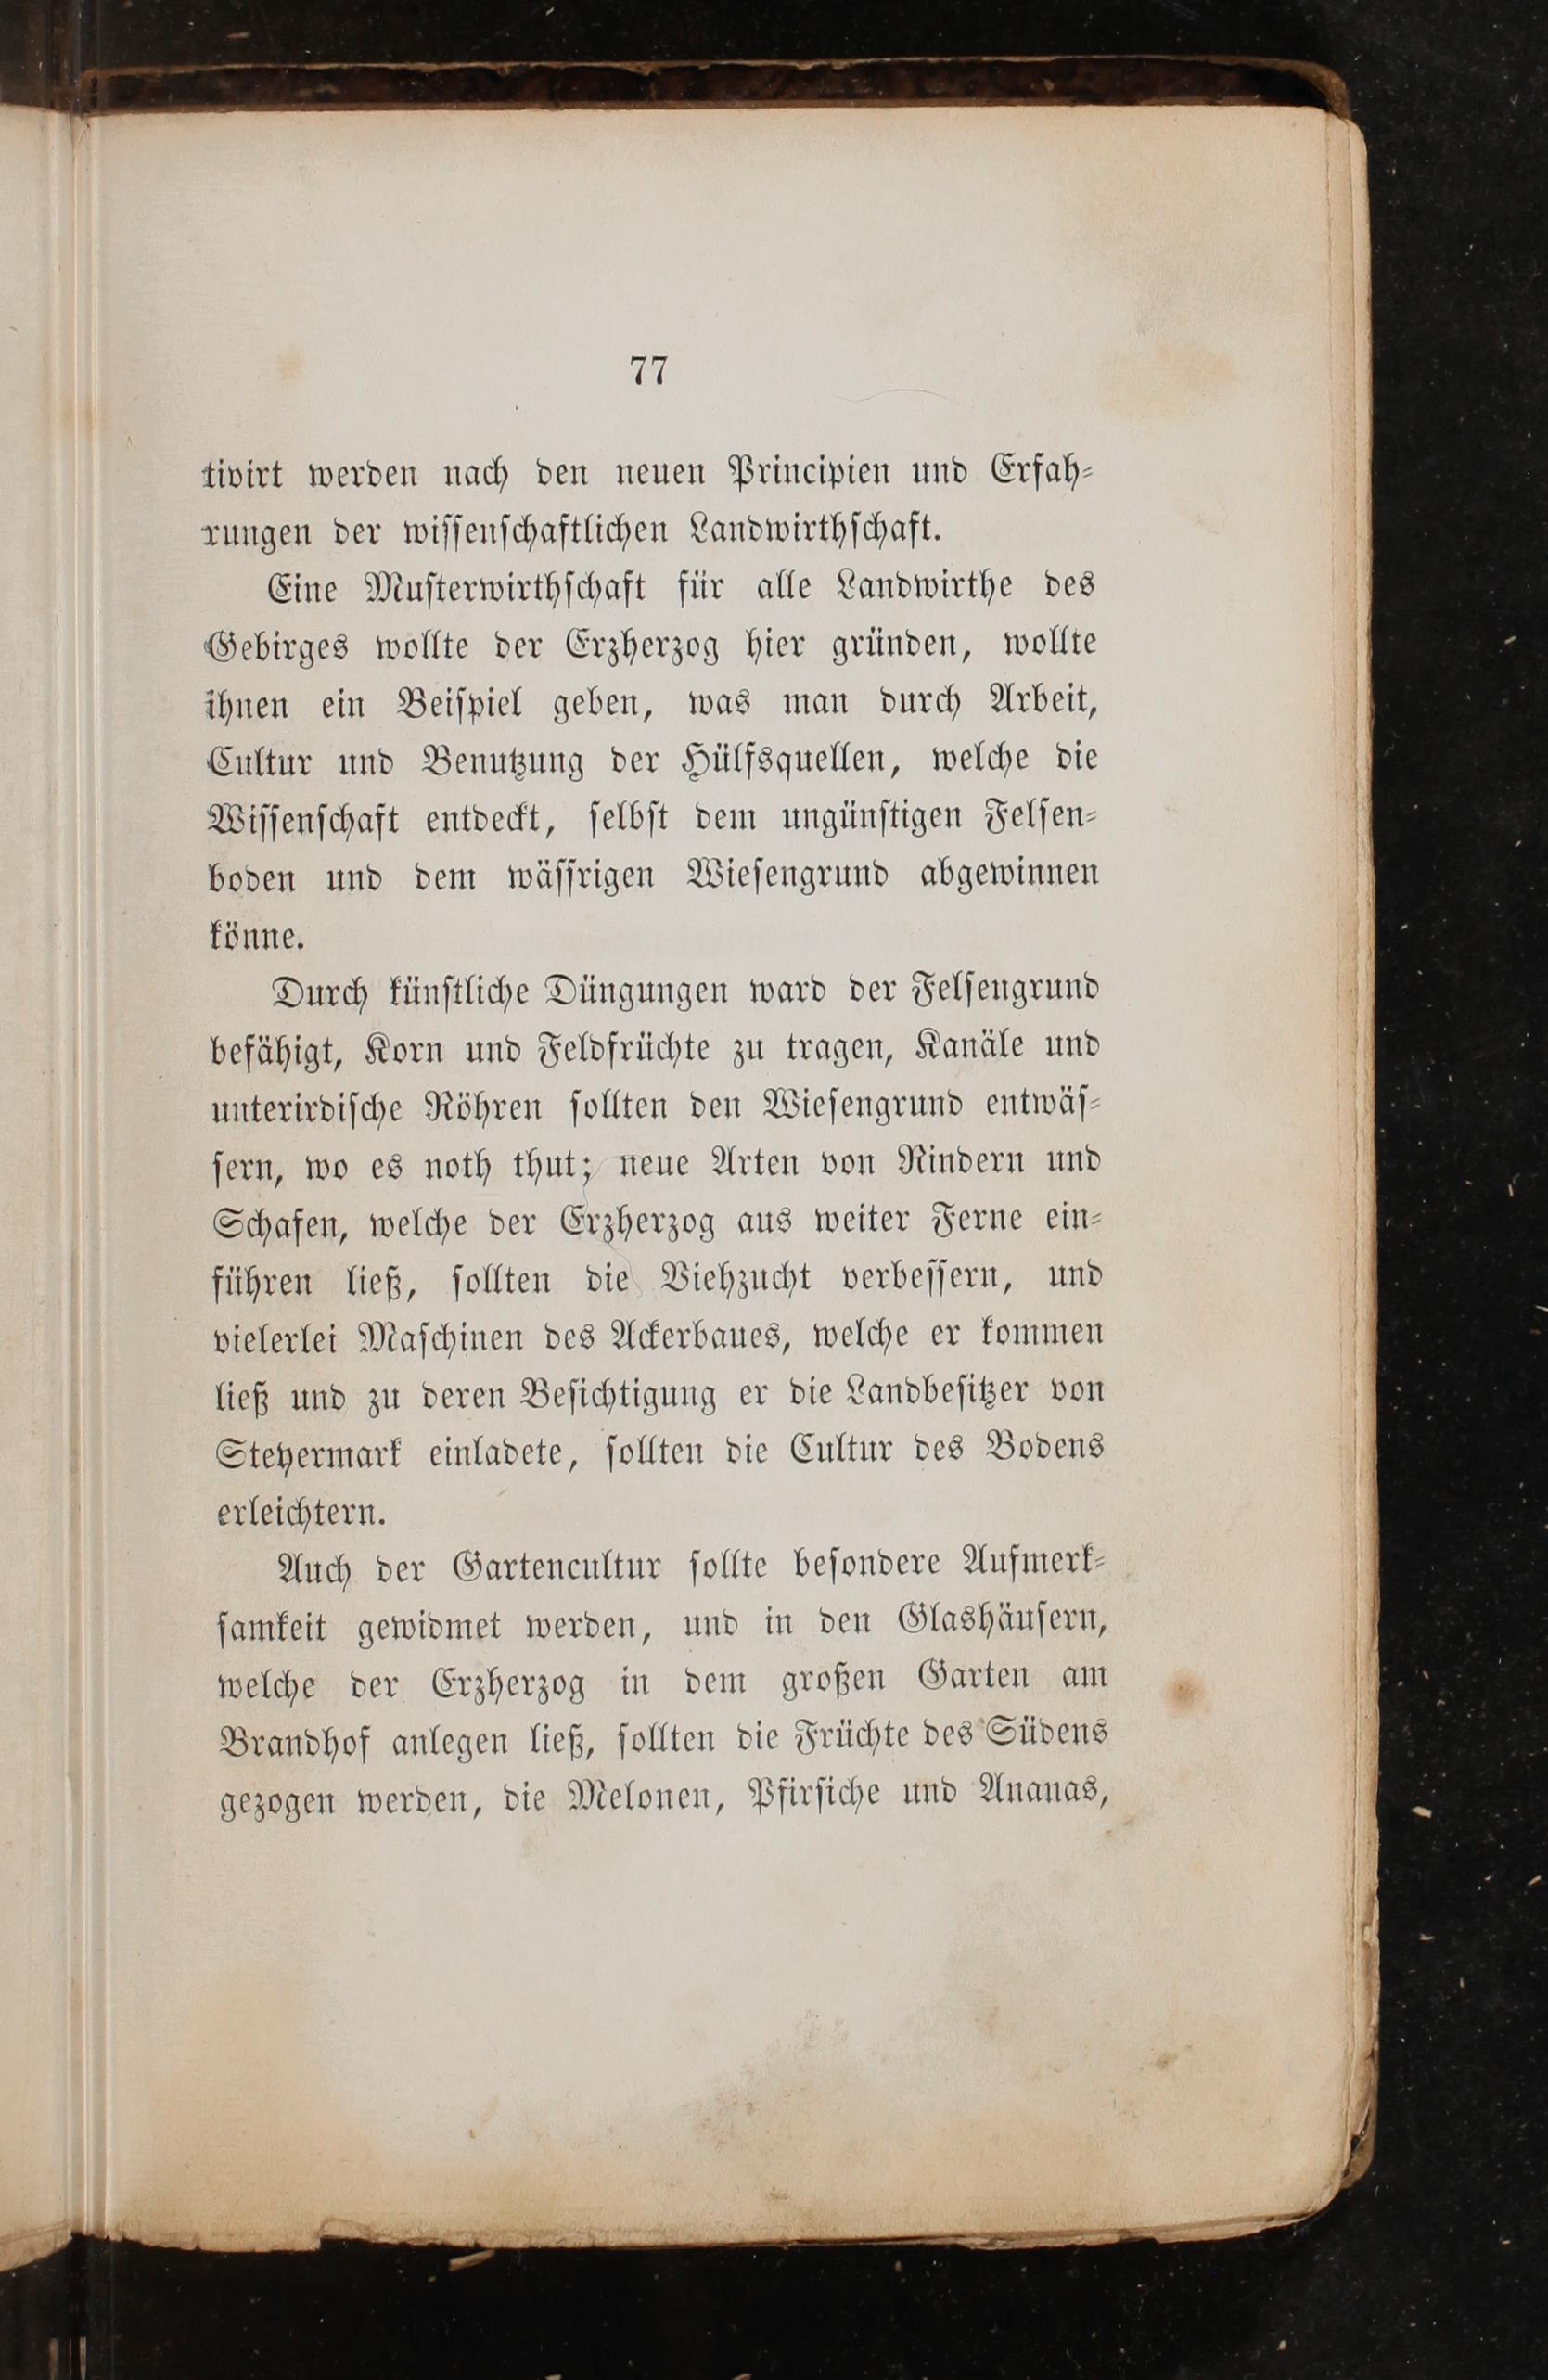 77
tivirt werden nach den neuen Principien und Erfah-
rungen der wissenschaftlichen Landwirthschaft.
Eine Musterwirthschaft für alle Landwirthe des
Gebirges wollte der Erzherzog hier gründen, wollte
ihnen ein Beispiel geben, was man durch Arbeit,
Cultur und Benutzung der Hülfsquellen, welche die
Wissenschaft entdeckt, selbst dem ungünstigen Felsen-
boden und dem wässrigen Wiesengrund abgewinnen
könne.
Durch künstliche Düngungen ward der Felsengrund
befähigt, Korn und Feldfrüchte zu tragen, Kanäle und
unterirdische Röhren sollten den Wiesengrund entwäs-
sern, wo es noth thut; neue Arten von Rindern und
Schafen, welche der Erzherzog aus weiter Ferne ein-
führen ließ, sollten die Viehzucht verbessern, und
vielerlei Maschinen des Ackerbaues, welche er kommen
ließ und zu deren Besichtigung er die Landbesitzer von
Steyermark einladete, sollten die Cultur des Bodens
erleichtern.
Auch der Gartencultur sollte besondere Aufmerk-
samkeit gewidmet werden, und in den Glashäusern,
welche der Erzherzog in dem großen Garten am
Brandhof anlegen ließ, sollten die Früchte des Südens
gezogen werden, die Melonen, Pfirsiche und Ananas,